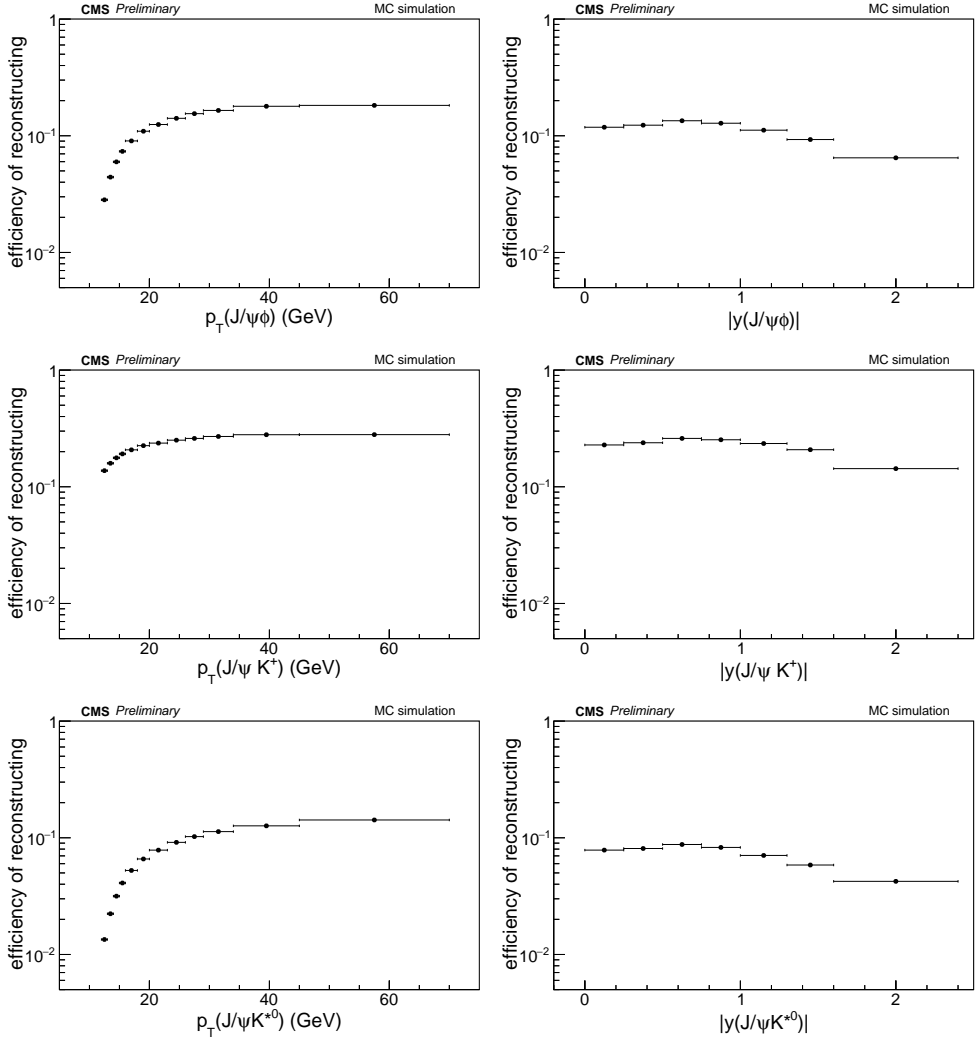 CMS Preliminary MC simulation
1
10⁻¹
10⁻²
efficiency of reconstructing
20 40 60
p_T(J/ψϕ) (GeV)
CMS Preliminary MC simulation
1
10⁻¹
10⁻²
efficiency of reconstructing
0 1 2
|y(J/ψϕ)|
CMS Preliminary MC simulation
1
10⁻¹
10⁻²
efficiency of reconstructing
20 40 60
p_T(J/ψ K⁺) (GeV)
CMS Preliminary MC simulation
1
10⁻¹
10⁻²
efficiency of reconstructing
0 1 2
|y(J/ψ K⁺)|
CMS Preliminary MC simulation
1
10⁻¹
10⁻²
efficiency of reconstructing
20 40 60
p_T(J/ψK*⁰) (GeV)
CMS Preliminary MC simulation
1
10⁻¹
10⁻²
efficiency of reconstructing
0 1 2
|y(J/ψK*⁰)|